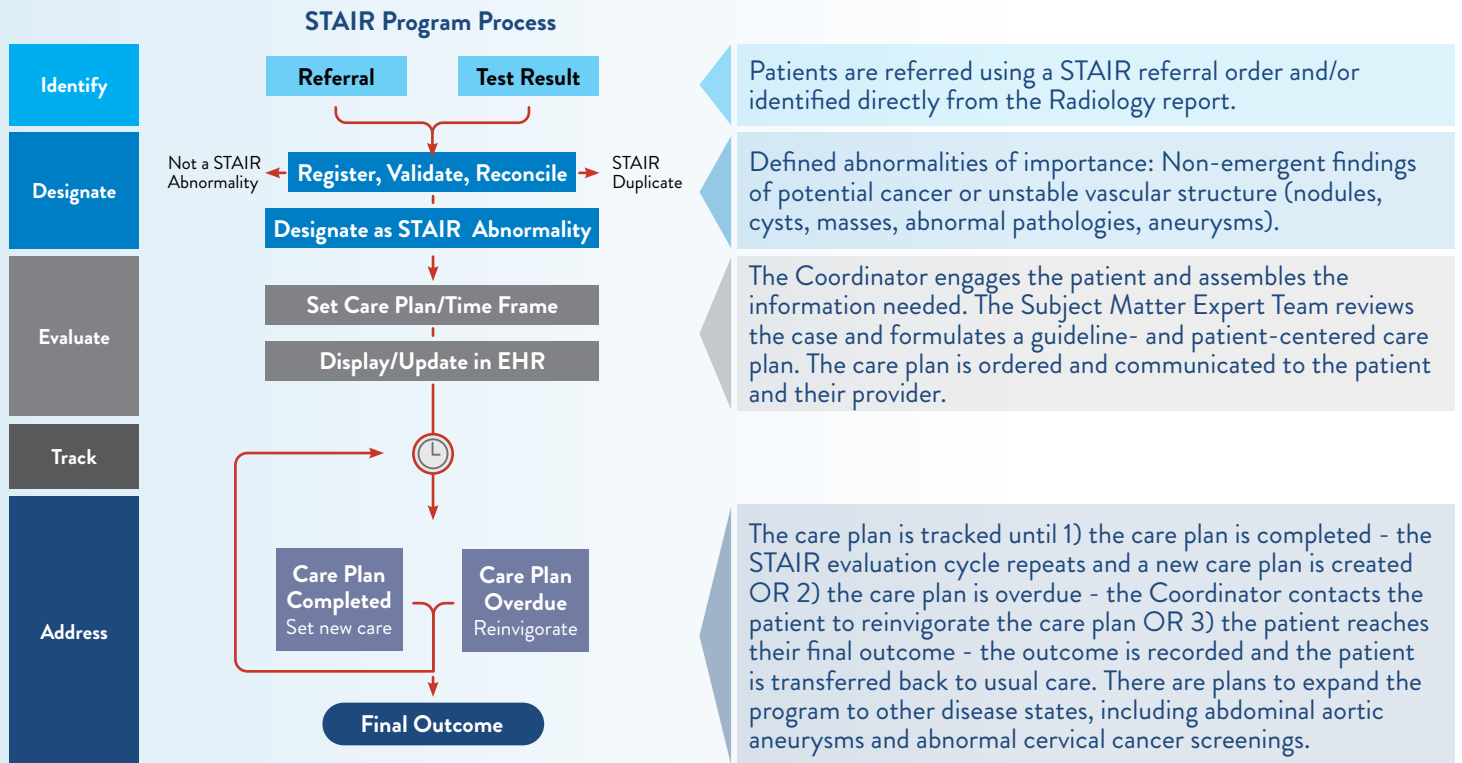 STAIR Program Process
Identify
Referral
Test Result
Patients are referred using a STAIR referral order and/or
identified directly from the Radiology report.
Designate
Not a STAIR
Abnormality
Register, Validate, Reconcile
STAIR
Duplicate
Designate as STAIR Abnormality
Defined abnormalities of importance: Non-emergent findings
of potential cancer or unstable vascular structure (nodules,
cysts, masses, abnormal pathologies, aneurysms).
Evaluate
Set Care Plan/Time Frame
Display/Update in EHR
The Coordinator engages the patient and assembles the
information needed. The Subject Matter Expert Team reviews
the case and formulates a guideline- and patient-centered care
plan. The care plan is ordered and communicated to the patient
and their provider.
Track
Address
Care Plan
Completed
Set new care
Care Plan
Overdue
Reinvigorate
Final Outcome
The care plan is tracked until 1) the care plan is completed - the
STAIR evaluation cycle repeats and a new care plan is created
OR 2) the care plan is overdue - the Coordinator contacts the
patient to reinvigorate the care plan OR 3) the patient reaches
their final outcome - the outcome is recorded and the patient
is transferred back to usual care. There are plans to expand the
program to other disease states, including abdominal aortic
aneurysms and abnormal cervical cancer screenings.